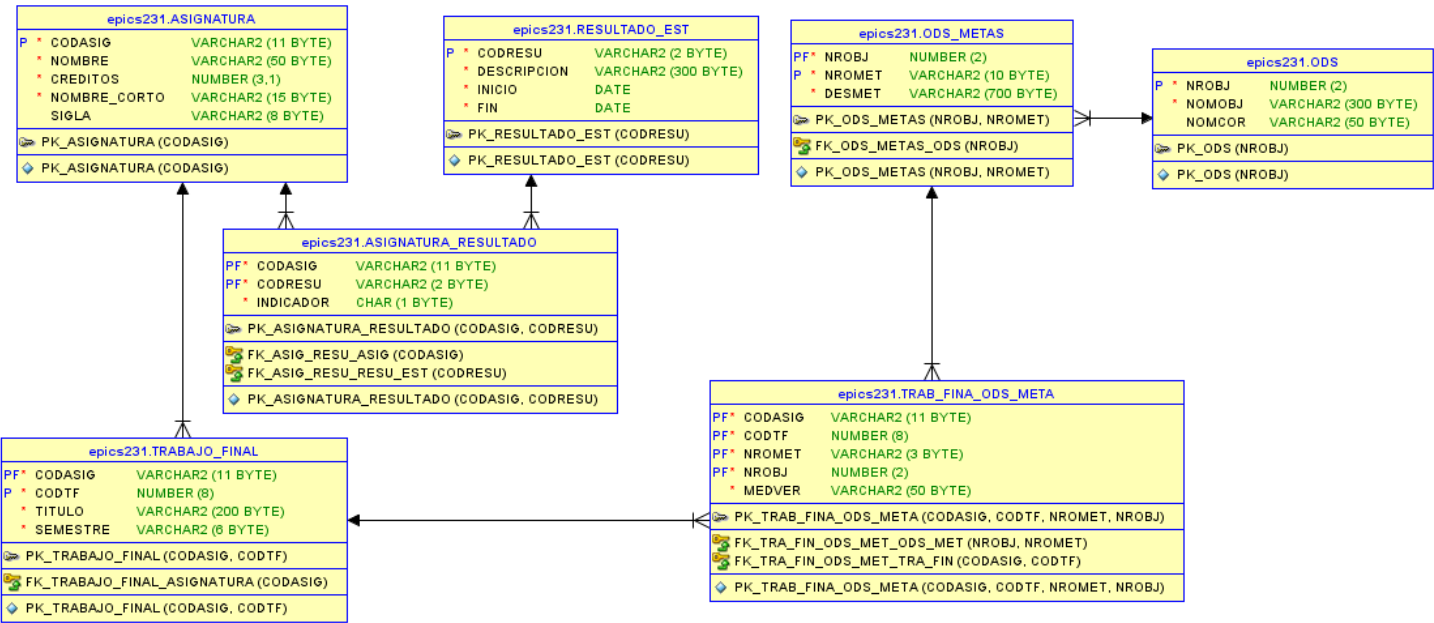 epics231.ASIGNATURA
P * CODASIG VARCHAR2 (11 BYTE)
* NOMBRE VARCHAR2 (50 BYTE)
* CREDITOS NUMBER (3,1)
* NOMBRE_CORTO VARCHAR2 (15 BYTE)
SIGLA VARCHAR2 (8 BYTE)
PK_ASIGNATURA (CODASIG)
PK_ASIGNATURA (CODASIG)
epics231.RESULTADO_EST
P * CODRESU VARCHAR2 (2 BYTE)
* DESCRIPCION VARCHAR2 (300 BYTE)
* INICIO DATE
* FIN DATE
PK_RESULTADO_EST (CODRESU)
PK_RESULTADO_EST (CODRESU)
epics231.ODS_METAS
PF* NROBJ NUMBER (2)
P * NROMET VARCHAR2 (10 BYTE)
* DESMET VARCHAR2 (700 BYTE)
PK_ODS_METAS (NROBJ, NROMET)
FK_ODS_METAS_ODS (NROBJ)
PK_ODS_METAS (NROBJ, NROMET)
epics231.ODS
P * NROBJ NUMBER (2)
* NOMOBJ VARCHAR2 (300 BYTE)
NOMCOR VARCHAR2 (50 BYTE)
PK_ODS (NROBJ)
PK_ODS (NROBJ)
epics231.ASIGNATURA_RESULTADO
PF* CODASIG VARCHAR2 (11 BYTE)
PF* CODRESU VARCHAR2 (2 BYTE)
* INDICADOR CHAR (1 BYTE)
PK_ASIGNATURA_RESULTADO (CODASIG, CODRESU)
FK_ASIG_RESU_ASIG (CODASIG)
FK_ASIG_RESU_RESU_EST (CODRESU)
PK_ASIGNATURA_RESULTADO (CODASIG, CODRESU)
epics231.TRABAJO_FINAL
PF* CODASIG VARCHAR2 (11 BYTE)
P * CODTF NUMBER (8)
* TITULO VARCHAR2 (200 BYTE)
* SEMESTRE VARCHAR2 (6 BYTE)
PK_TRABAJO_FINAL (CODASIG, CODTF)
FK_TRABAJO_FINAL_ASIGNATURA (CODASIG)
PK_TRABAJO_FINAL (CODASIG, CODTF)
epics231.TRAB_FINA_ODS_META
PF* CODASIG VARCHAR2 (11 BYTE)
PF* CODTF NUMBER (8)
PF* NROMET VARCHAR2 (3 BYTE)
PF* NROBJ NUMBER (2)
* MEDVER VARCHAR2 (50 BYTE)
PK_TRAB_FINA_ODS_META (CODASIG, CODTF, NROMET, NROBJ)
FK_TRA_FIN_ODS_MET_ODS_MET (NROBJ, NROMET)
FK_TRA_FIN_ODS_MET_TRA_FIN (CODASIG, CODTF)
PK_TRAB_FINA_ODS_META (CODASIG, CODTF, NROMET, NROBJ)